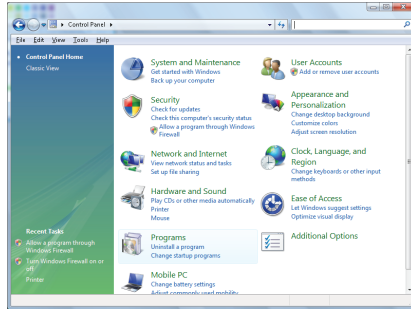 Control Panel
File Edit View Tools Help
Control Panel Home
Classic View
Recent Tasks
Allow a program through
Windows Firewall
Turn Windows Firewall on or
off
Printer
System and Maintenance
Get started with Windows
Back up your computer
Security
Check for updates
Check this computer's security status
Allow a program through Windows
Firewall
Network and Internet
View network status and tasks
Set up file sharing
Hardware and Sound
Play CDs or other media automatically
Printer
Mouse
Programs
Uninstall a program
Change startup programs
Mobile PC
Change battery settings
Adjust commonly used mobility
User Accounts
Add or remove user accounts
Appearance and
Personalization
Change desktop background
Customize colors
Adjust screen resolution
Clock, Language, and
Region
Change keyboards or other input
methods
Ease of Access
Let Windows suggest settings
Optimize visual display
Additional Options